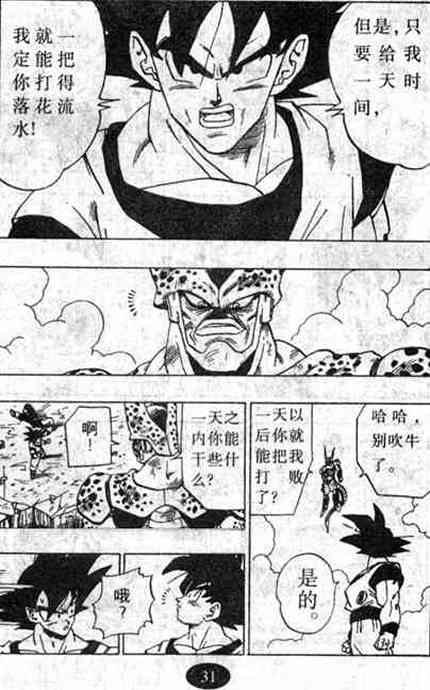 但是,只
要给我
一天时
间,
我就一
定能把
你打得
落花流
水!
哈哈,
别吹牛
了。
一天以
后你就
能把我
打败
了?
是的。
一天之
内你能
干些什
么?
啊!
哦?
31